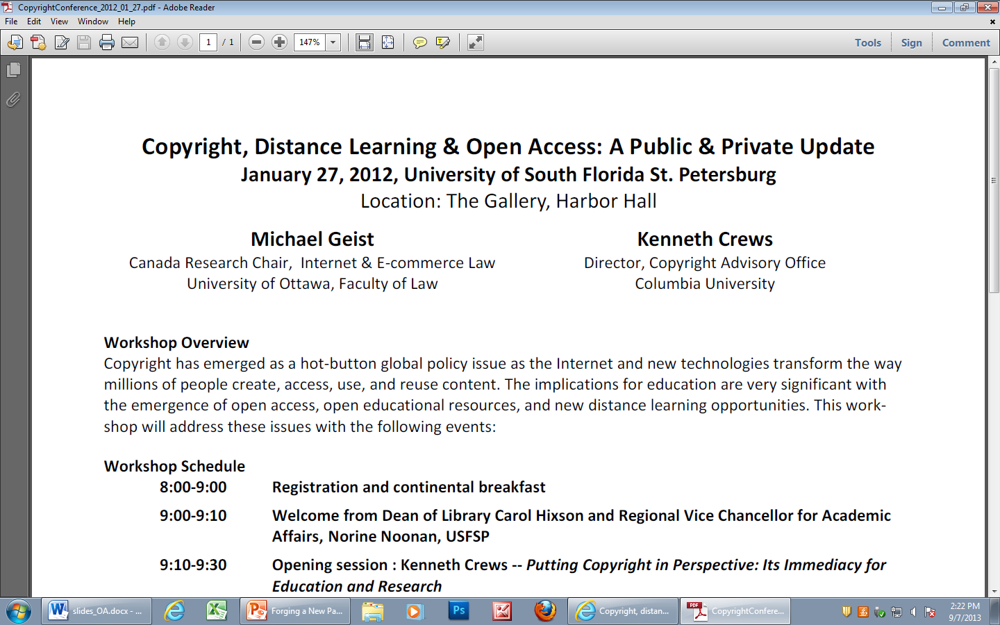 CopyrightConference_2012_01_27.pdf - Adobe Reader
File Edit View Window Help
1 / 1 147% Tools Sign Comment
Copyright, Distance Learning & Open Access: A Public & Private Update
January 27, 2012, University of South Florida St. Petersburg
Location: The Gallery, Harbor Hall
Michael Geist
Canada Research Chair, Internet & E-commerce Law
University of Ottawa, Faculty of Law
Kenneth Crews
Director, Copyright Advisory Office
Columbia University
Workshop Overview
Copyright has emerged as a hot-button global policy issue as the Internet and new technologies transform the way
millions of people create, access, use, and reuse content. The implications for education are very significant with
the emergence of open access, open educational resources, and new distance learning opportunities. This work-
shop will address these issues with the following events:
Workshop Schedule
8:00-9:00 Registration and continental breakfast
9:00-9:10 Welcome from Dean of Library Carol Hixson and Regional Vice Chancellor for Academic
Affairs, Norine Noonan, USFSP
9:10-9:30 Opening session : Kenneth Crews -- Putting Copyright in Perspective: Its Immediacy for
Education and Research
slides_OA.docx - ... Forging a New Pa... Ps Copyright, distan... PDF CopyrightConfere... 2:22 PM
9/7/2013